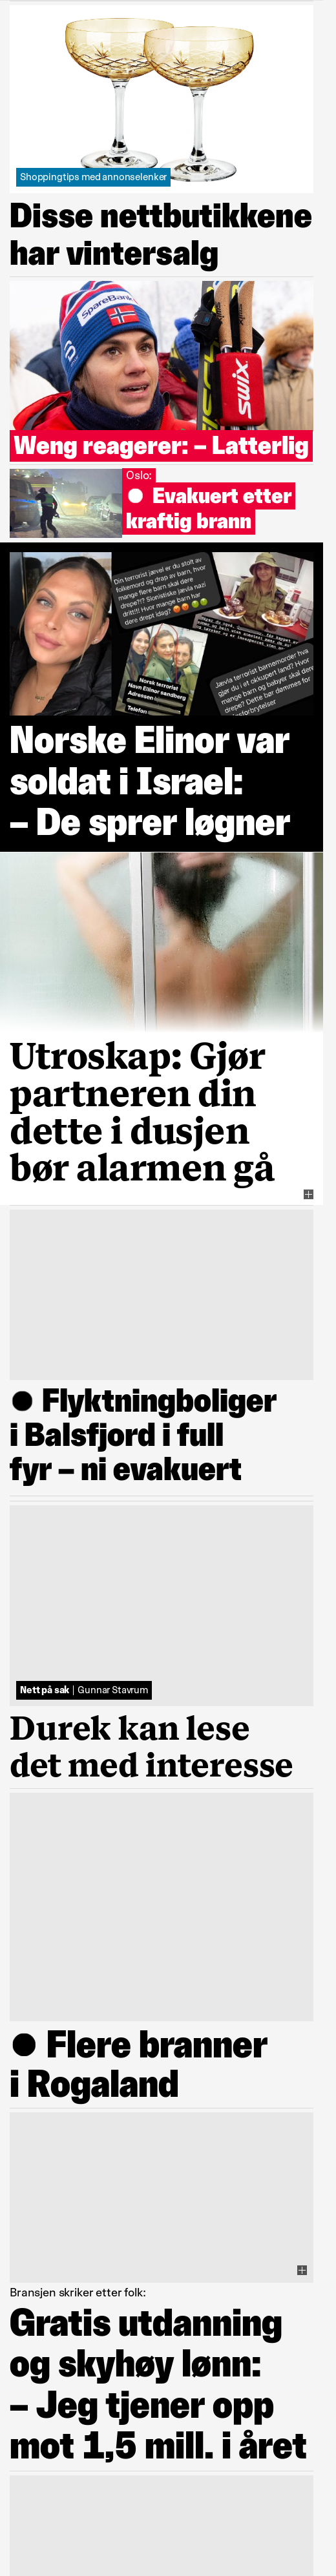 Shoppingtips med annonselenker
Disse nettbutikkene
har vintersalg
SpareBank
Swix
Weng reagerer: – Latterlig
Oslo:
Evakuert etter
kraftig brann
Din terrorist jævel er du stolt av
folkemord og drap av barn, hvor
mange flere barn skal dere
drepe?? Sionistiske jævla nazi
dritt!! Hvor mange barn har
dere drept idag?
Norsk terrorist
Navn Elinor sandberg
Adressen
Telefon
Jævla terrorist barnemorder hva
gjør du i et okkupert land? Hvor
mange barn og babyer skal dere
drepe? Dette bør dømmes for
Norske Elinor var
soldat i Israel:
– De sprer løgner
Utroskap: Gjør
partneren din
dette i dusjen
bør alarmen gå
Flyktningboliger
i Balsfjord i full
fyr – ni evakuert
Nett på sak | Gunnar Stavrum
Durek kan lese
det med interesse
Flere branner
i Rogaland
Bransjen skriker etter folk:
Gratis utdanning
og skyhøy lønn:
– Jeg tjener opp
mot 1,5 mill. i året